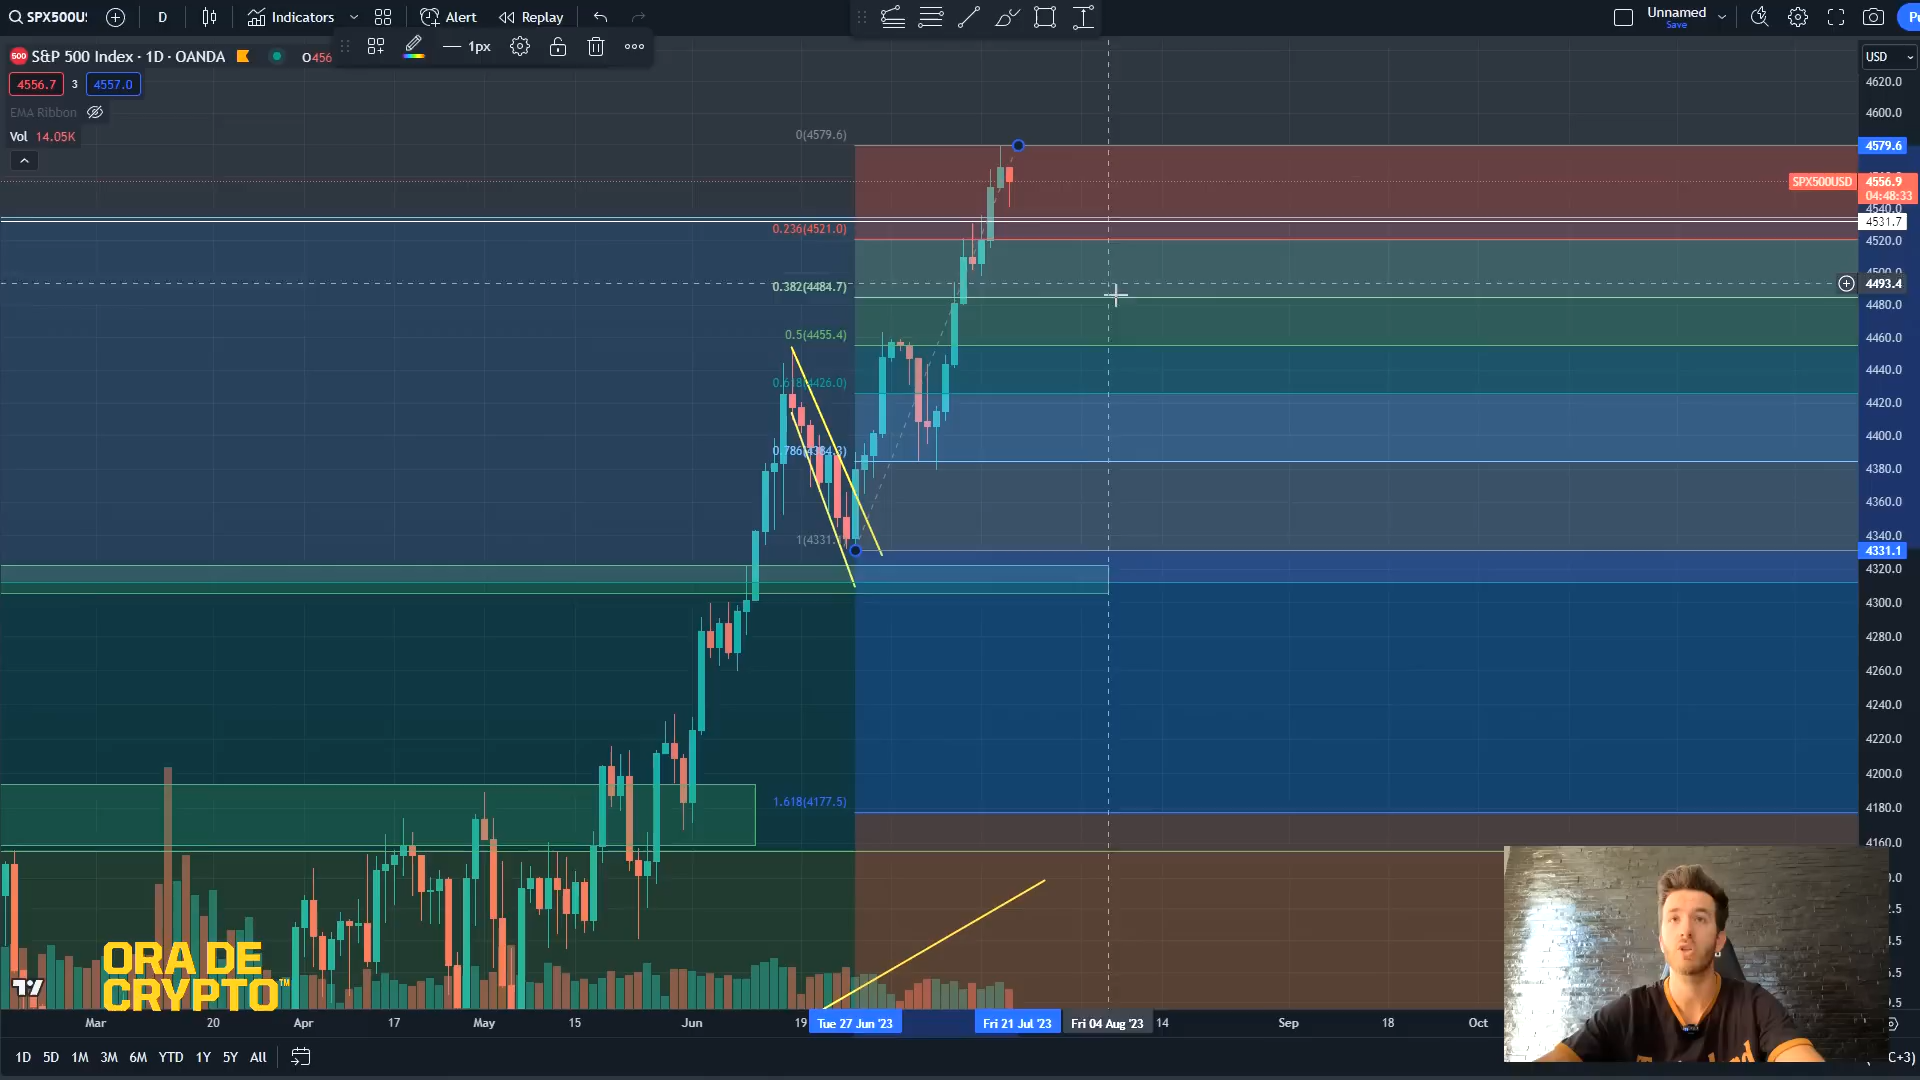 SPX500U: D Indicators Alert Replay Unnamed
Save
1px
500 S&P 500 Index · 1D · OANDA O456
4556.7 3 4557.0
EMA Ribbon
Vol 14.05K
USD
4620.0
4600.0
0(4579.6)
4579.6
SPX500USD 4556.9
04:48:33
4540.0
4531.7
0.236(4521.0)
4520.0
4500.0
0.382(4484.7)
4493.4
4480.0
0.5(4455.4)
4460.0
4440.0
0.618(4426.0)
4420.0
4400.0
0.786(4384.3)
4380.0
4360.0
1(4331.
4340.0
4331.1
4320.0
4300.0
4280.0
4260.0
4240.0
4220.0
4200.0
1.618(4177.5)
4180.0
4160.0
ORA DE
CRYPTO™
Mar 20 Apr 17 May 15 Jun 19 Tue 27 Jun '23 Fri 21 Jul '23 Fri 04 Aug '23 14 Sep 18 Oct
1D 5D 1M 3M 6M YTD 1Y 5Y All
C+3)